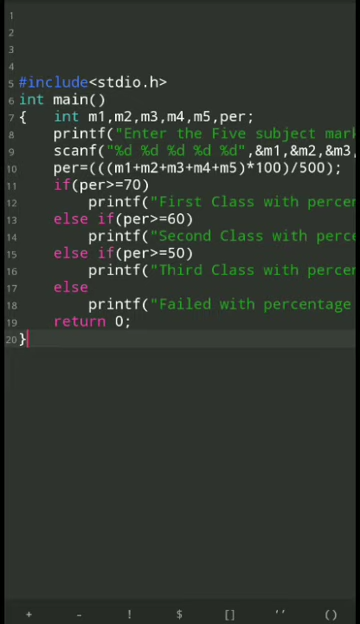 1
2
3
4
5 #include<stdio.h>
6 int main()
7 {   int m1,m2,m3,m4,m5,per;
8     printf("Enter the Five subject mar
9     scanf("%d %d %d %d %d",&m1,&m2,&m3,
10     per=(((m1+m2+m3+m4+m5)*100)/500);
11     if(per>=70)
12         printf("First Class with percen
13     else if(per>=60)
14         printf("Second Class with perce
15     else if(per>=50)
16         printf("Third Class with percen
17     else
18         printf("Failed with percentage
19     return 0;
20 }
+ - ! $ [] ’’ ()